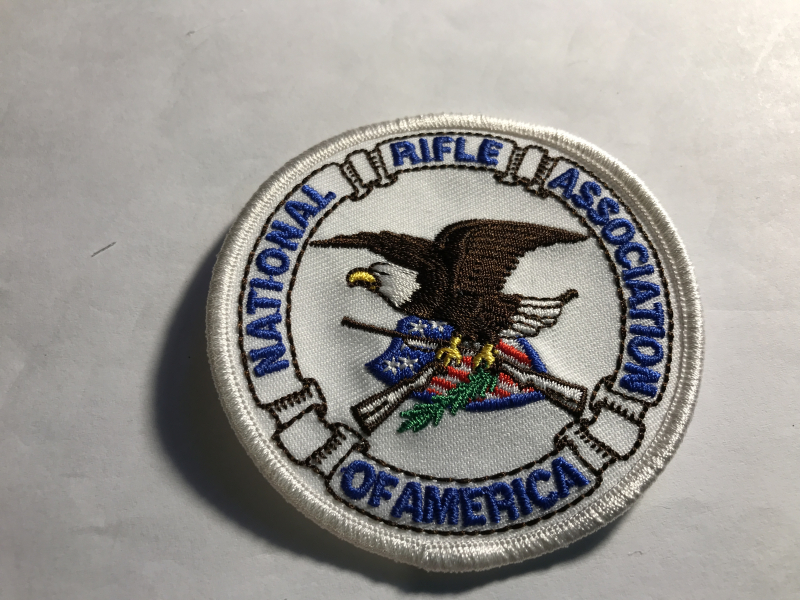 NATIONAL
RIFLE
ASSOCIATION
OF AMERICA